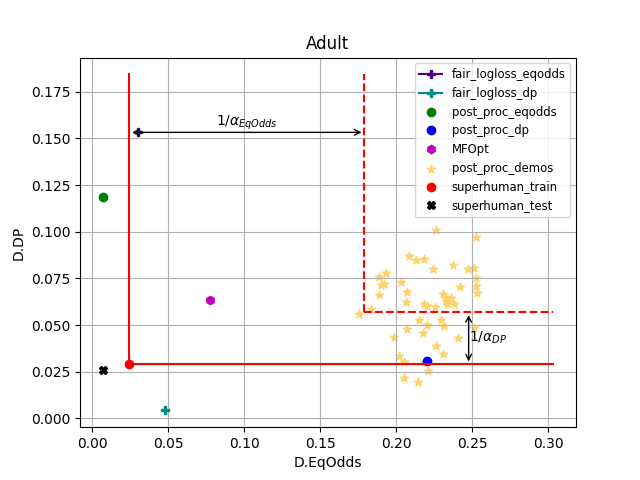 Adult
fair_logloss_eqodds
fair_logloss_dp
post_proc_eqodds
post_proc_dp
MFOpt
post_proc_demos
superhuman_train
superhuman_test
1/α_EqOdds
1/α_DP
D.DP
0.175
0.150
0.125
0.100
0.075
0.050
0.025
0.000
0.00 0.05 0.10 0.15 0.20 0.25 0.30
D.EqOdds